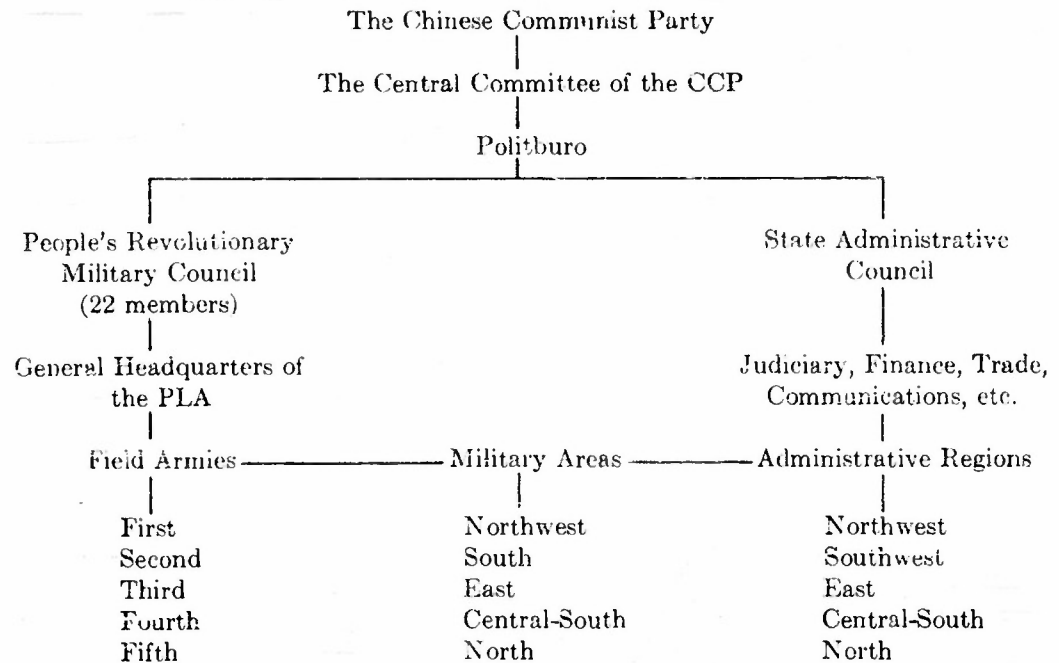 The Chinese Communist Party
The Central Committee of the CCP
Politburo
People's Revolutionary
Military Council
(22 members)
General Headquarters of
the PLA
State Administrative
Council
Judiciary, Finance, Trade,
Communications, etc.
Field Armies Military Areas Administrative Regions
First Northwest Northwest
Second South Southwest
Third East East
Fourth Central-South Central-South
Fifth North North